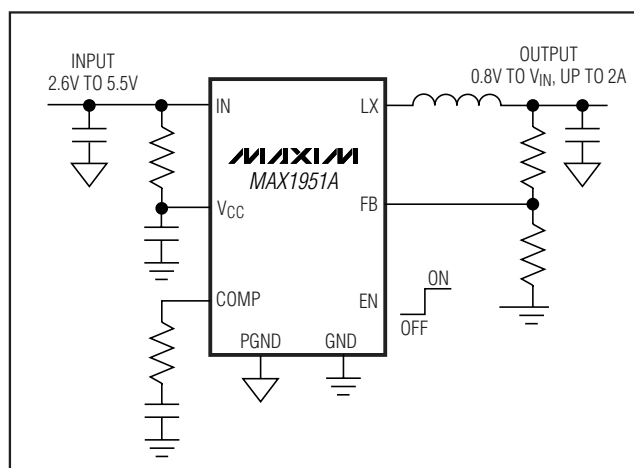 INPUT
2.6V TO 5.5V
OUTPUT
0.8V TO VIN, UP TO 2A
IN
LX
MAXIM
MAX1951A
VCC
FB
COMP
EN
ON
OFF
PGND
GND